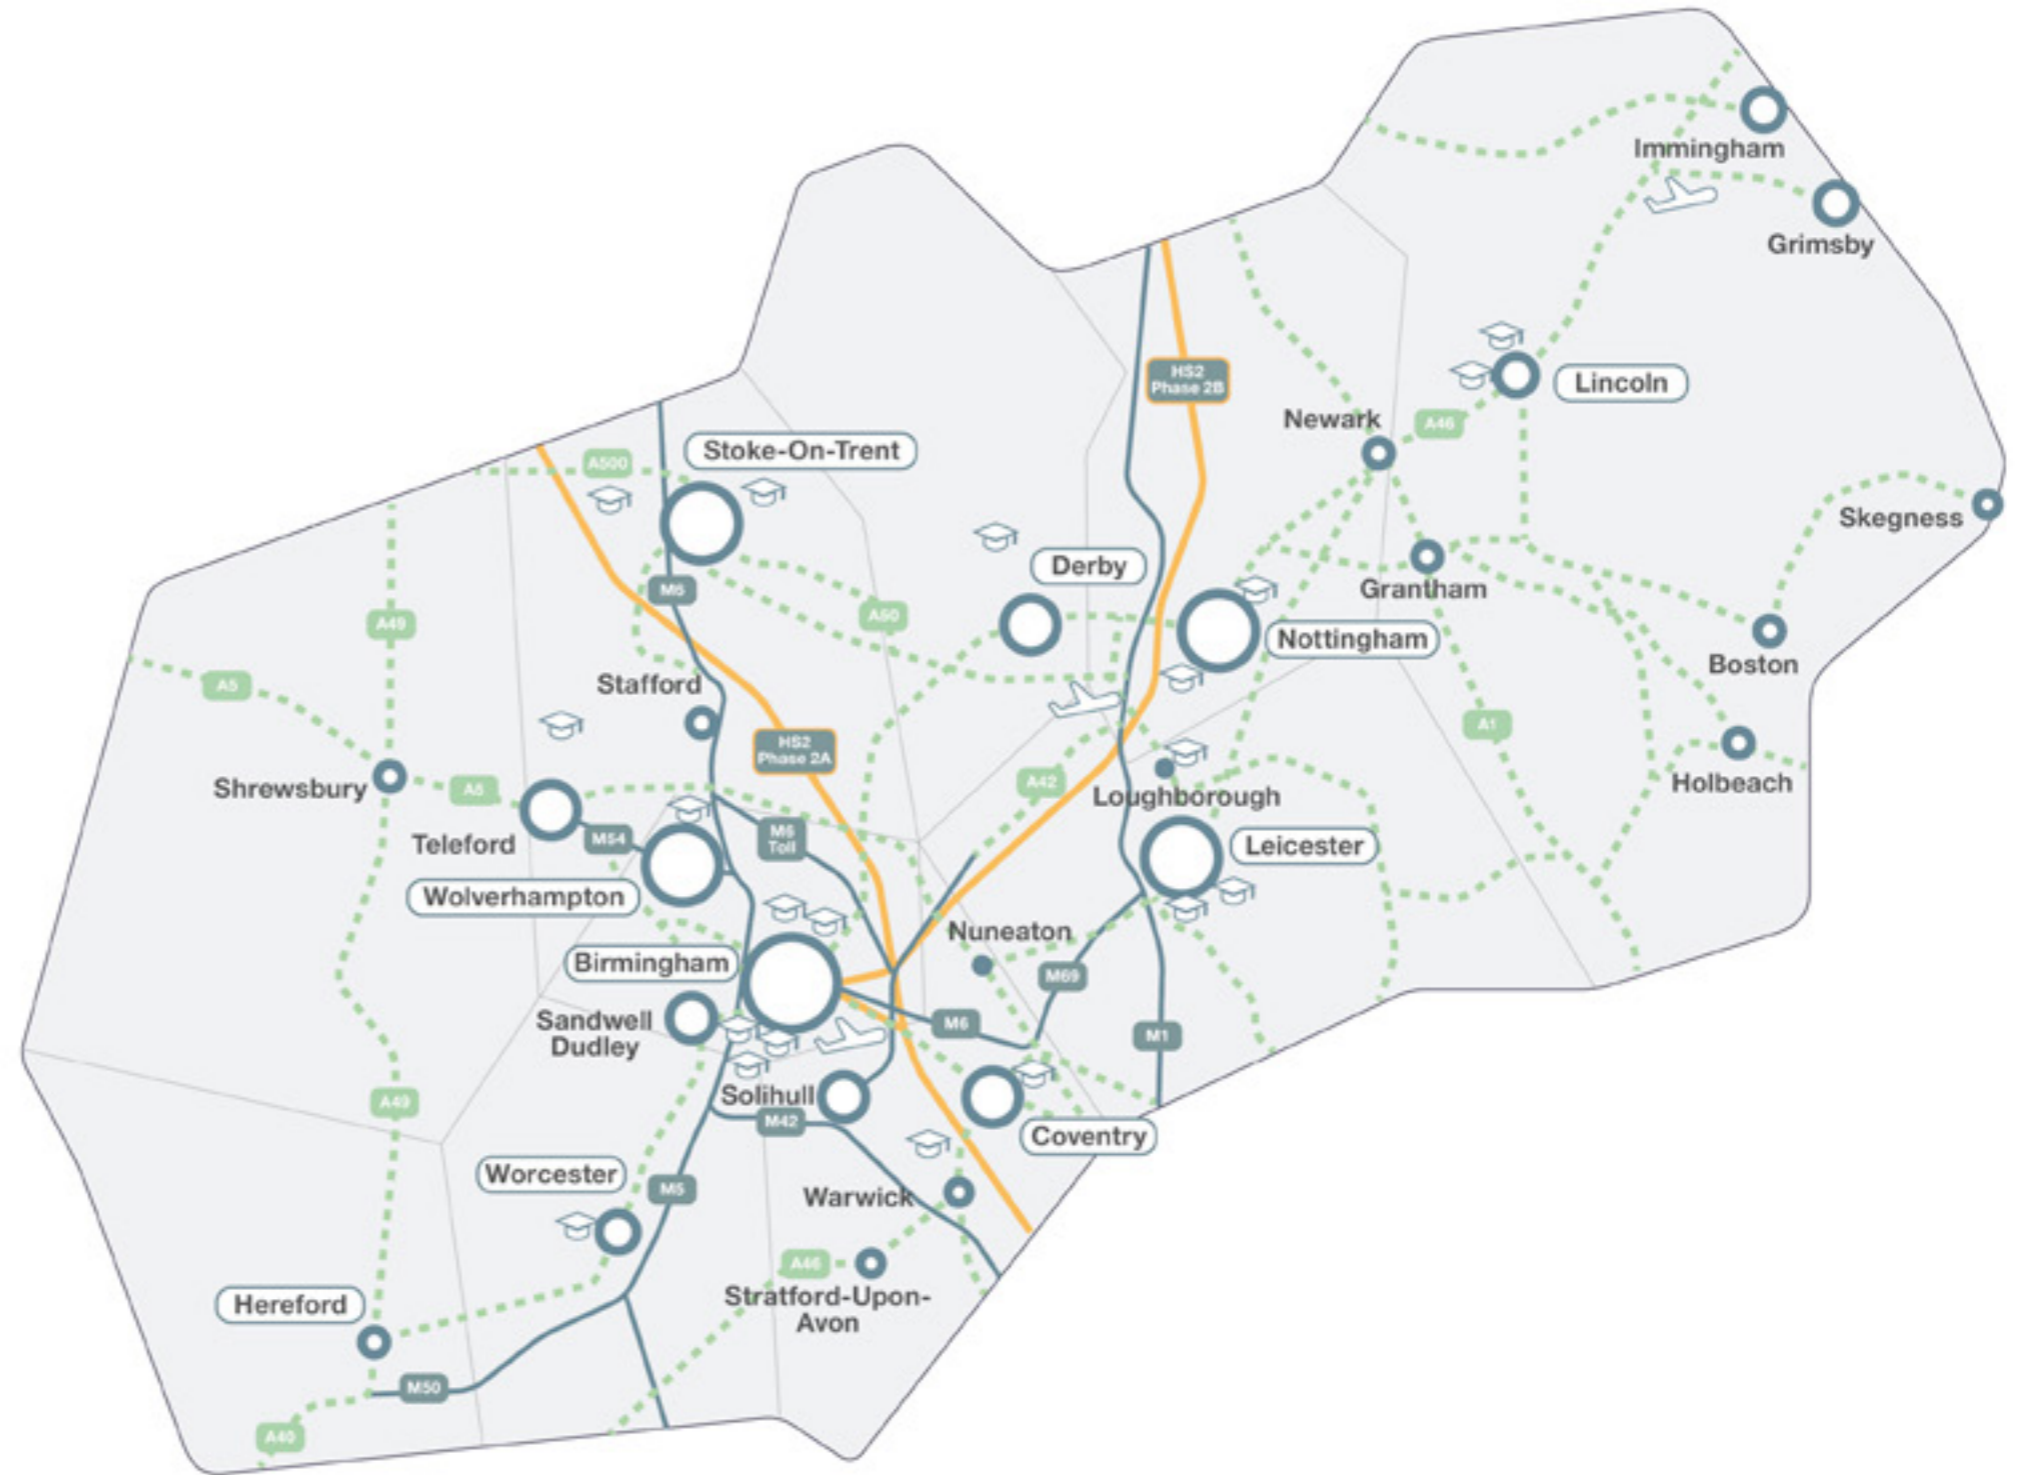 Immingham
Grimsby
HS2
Phase 2B
Lincoln
Newark
A46
Stoke-On-Trent
A500
Skegness
Derby
M6
A49
A50
Grantham
Nottingham
Boston
A5
Stafford
A1
HS2
Phase 2A
Holbeach
Shrewsbury
A5
A42
Loughborough
Teleford
M54
M6
Toll
Leicester
Wolverhampton
Nuneaton
Birmingham
M69
Sandwell
Dudley
M6
M1
Solihull
A49
M42
Coventry
Worcester
M5
Warwick
A46
Stratford-Upon-
Avon
Hereford
M50
A40